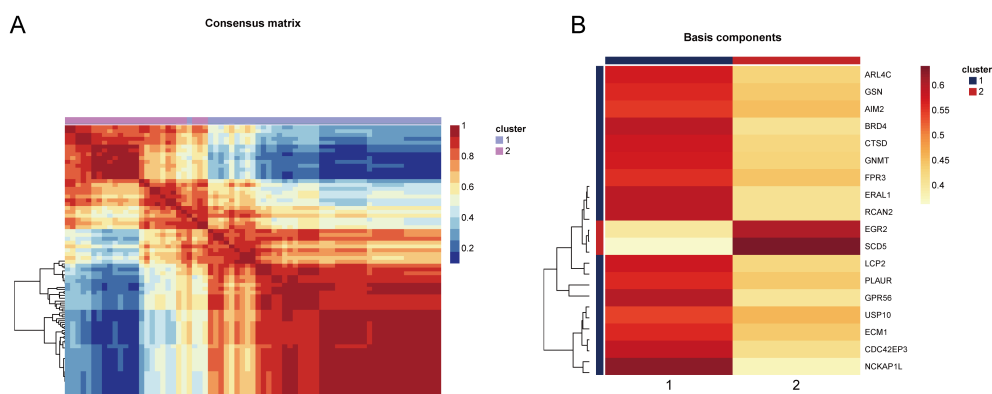 A
Consensus matrix
1
0.8
0.6
0.4
0.2
cluster
1
2
B
Basis components
ARL4C
GSN
AIM2
BRD4
CTSD
GNMT
FPR3
ERAL1
RCAN2
EGR2
SCD5
LCP2
PLAUR
GPR56
USP10
ECM1
CDC42EP3
NCKAP1L
1 2
0.6
0.55
0.5
0.45
0.4
cluster
1
2